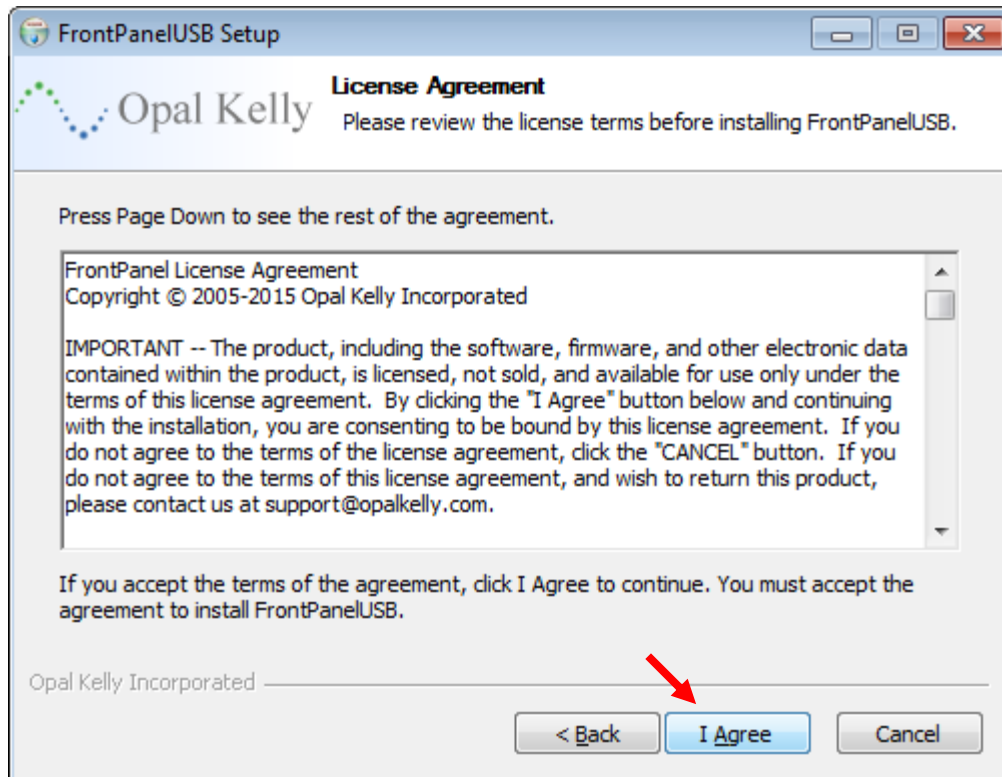 FrontPanelUSB Setup
Opal Kelly
License Agreement
Please review the license terms before installing FrontPanelUSB.
Press Page Down to see the rest of the agreement.
FrontPanel License Agreement
Copyright © 2005-2015 Opal Kelly Incorporated
IMPORTANT -- The product, including the software, firmware, and other electronic data
contained within the product, is licensed, not sold, and available for use only under the
terms of this license agreement.  By clicking the "I Agree" button below and continuing
with the installation, you are consenting to be bound by this license agreement.  If you
do not agree to the terms of the license agreement, click the "CANCEL" button.  If you
do not agree to the terms of this license agreement, and wish to return this product,
please contact us at support@opalkelly.com.
If you accept the terms of the agreement, click I Agree to continue. You must accept the
agreement to install FrontPanelUSB.
Opal Kelly Incorporated
< Back
I Agree
Cancel